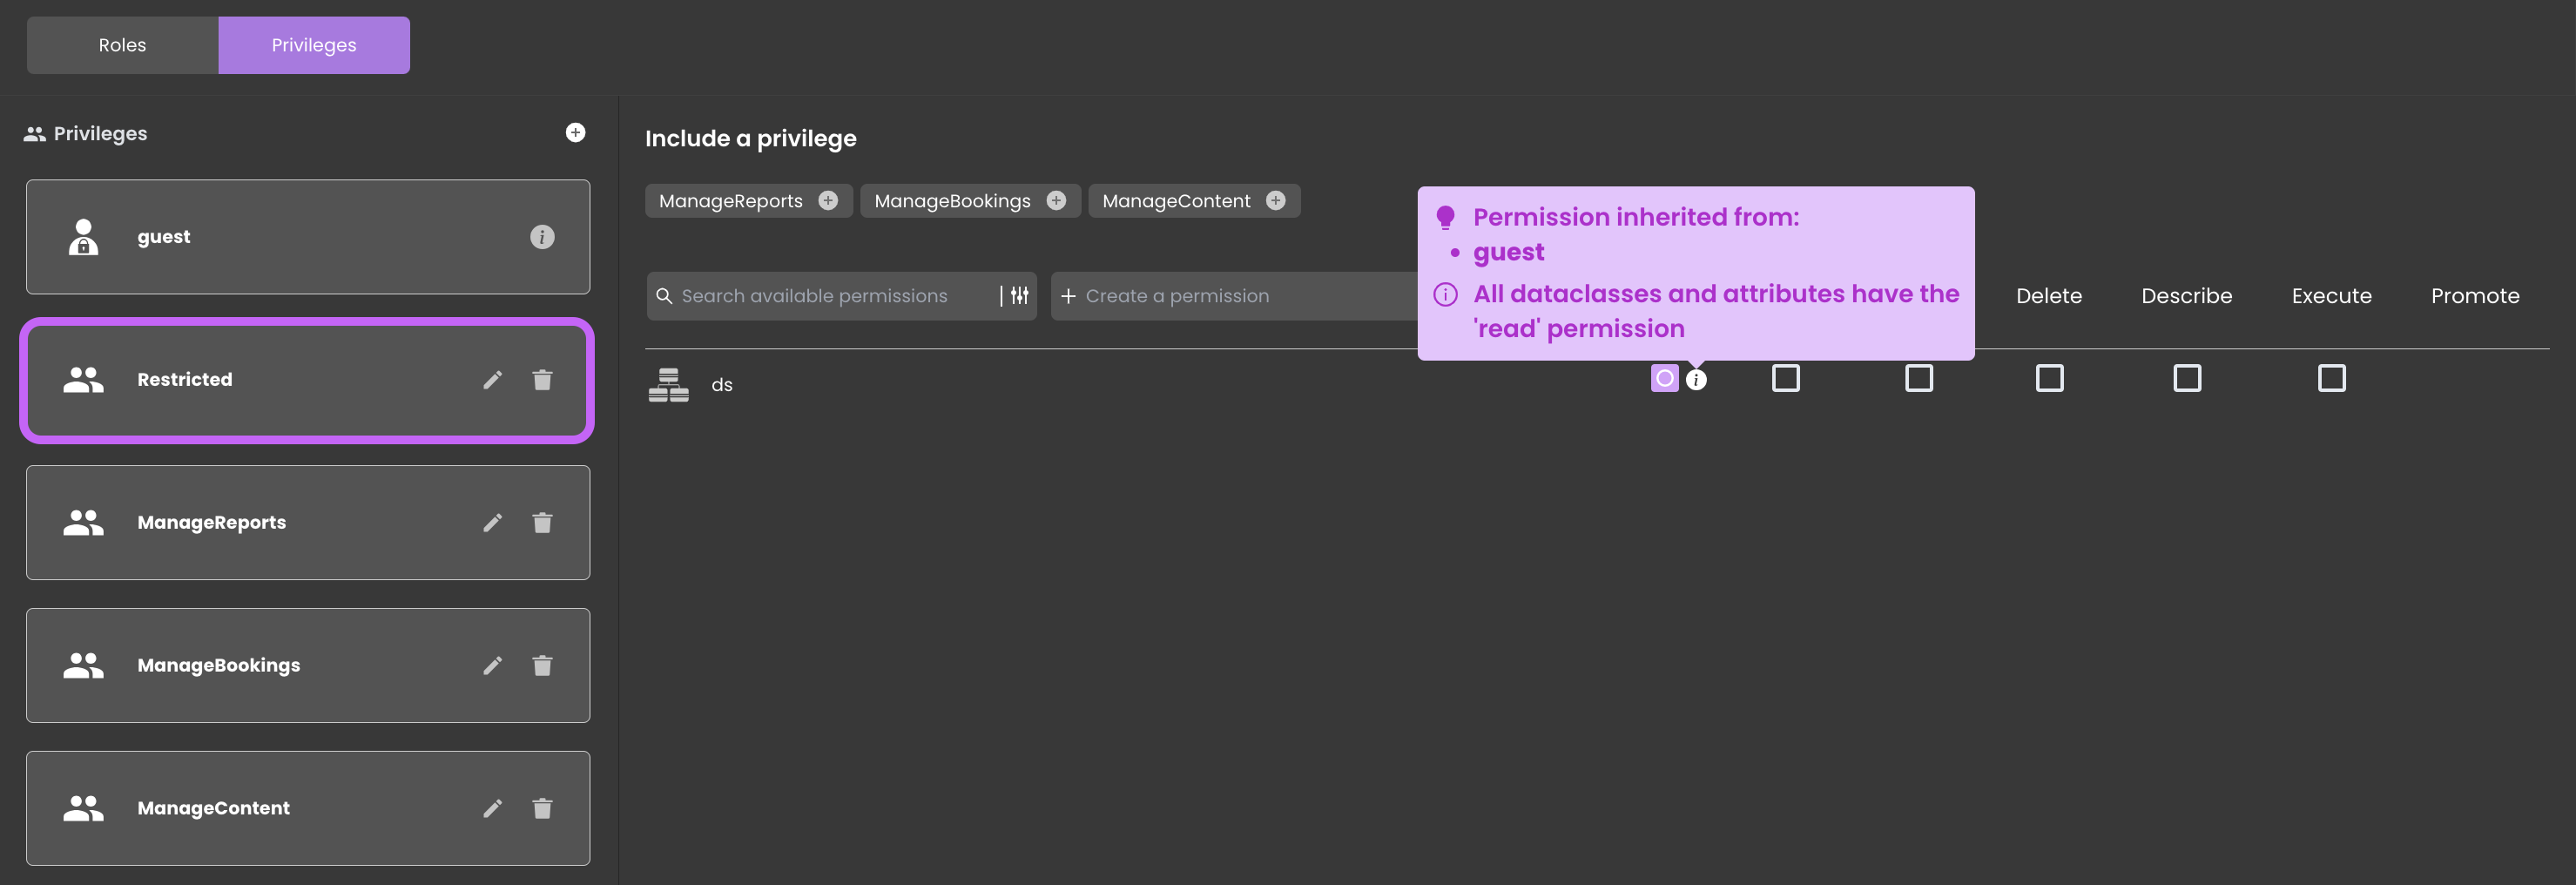 Roles
Privileges
Privileges
guest
Restricted
ManageReports
ManageBookings
ManageContent
Include a privilege
ManageReports
ManageBookings
ManageContent
Search available permissions
Create a permission
Delete
Describe
Execute
Promote
Permission inherited from:
• guest
All dataclasses and attributes have the
'read' permission
ds